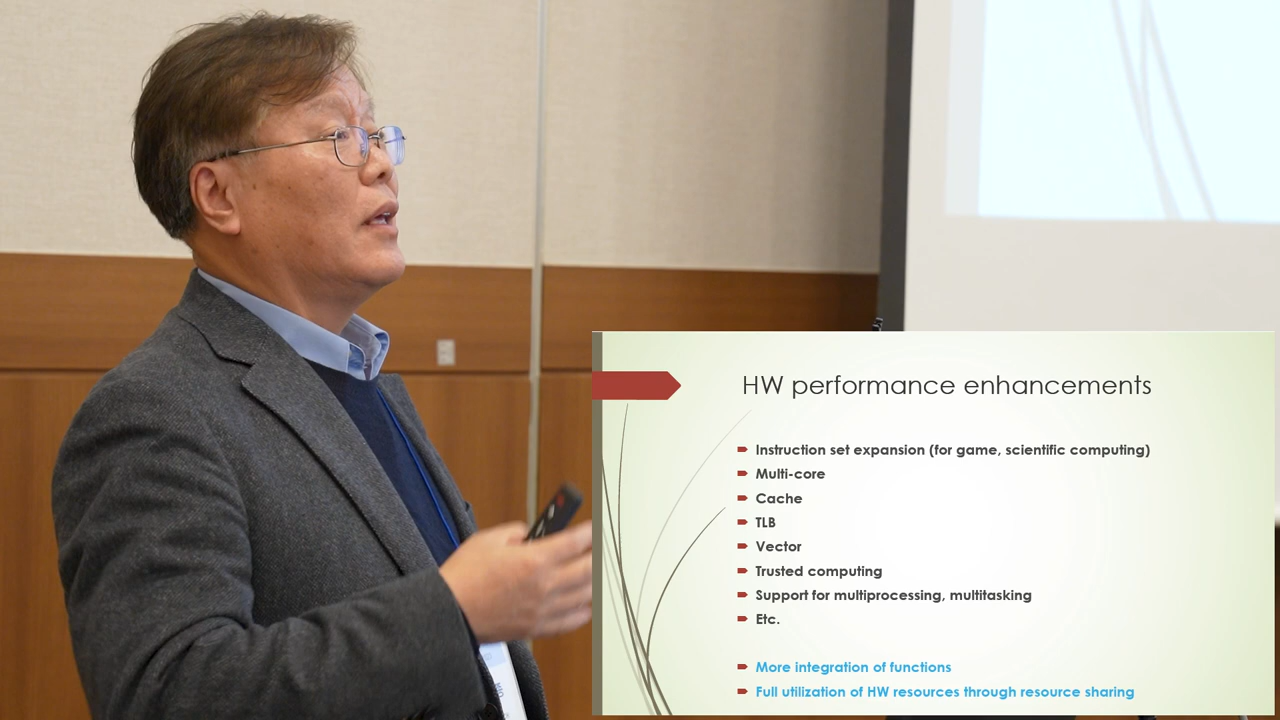 HW performance enhancements
Instruction set expansion (for game, scientific computing)
Multi-core
Cache
TLB
Vector
Trusted computing
Support for multiprocessing, multitasking
Etc.
More integration of functions
Full utilization of HW resources through resource sharing